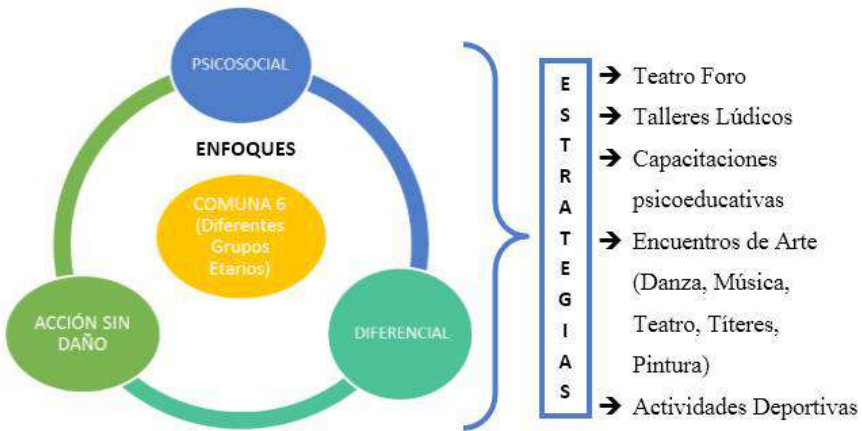 PSICOSOCIAL
ENFOQUES
COMUNA 6
(Diferentes
Grupos
Etarios)
ACCIÓN SIN
DAÑO
DIFERENCIAL
E
S
T
R
A
T
E
G
I
A
S
➔ Teatro Foro
➔ Talleres Lúdicos
➔ Capacitaciones
psicoeducativas
➔ Encuentros de Arte
(Danza, Música,
Teatro, Títeres,
Pintura)
➔ Actividades Deportivas